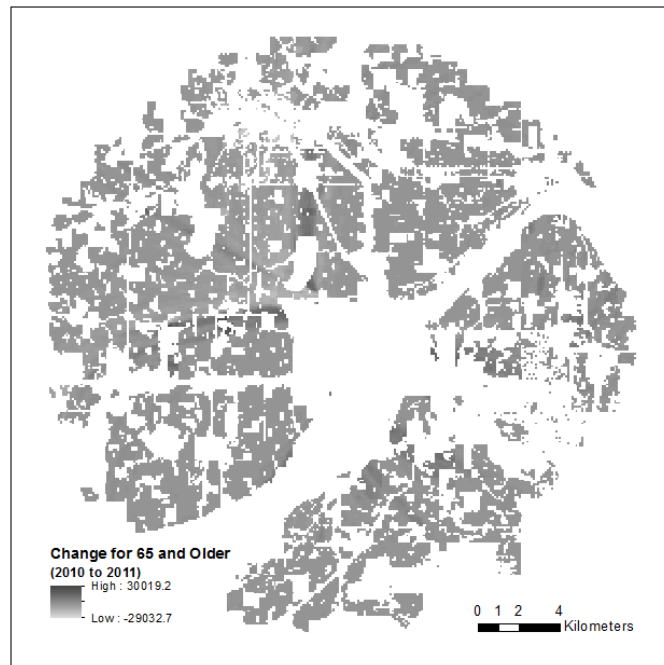 Change for 65 and Older
(2010 to 2011)
High : 30019.2
Low : -29032.7
0 1 2 4
Kilometers